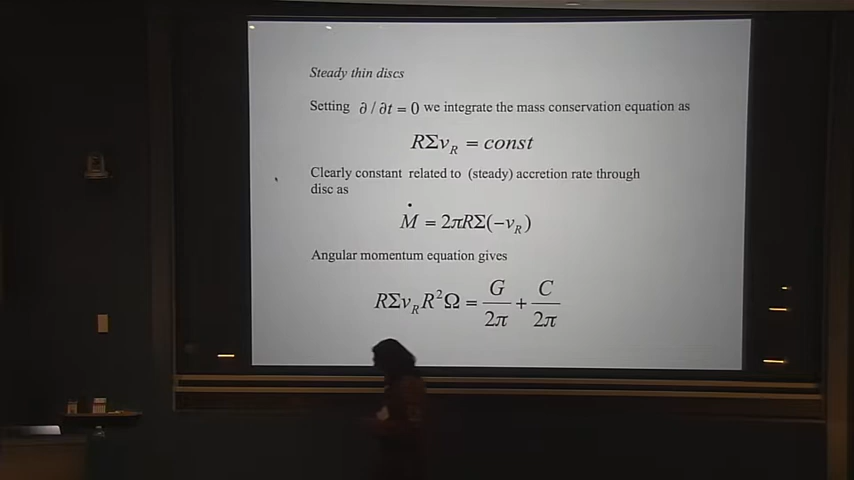 Steady thin discs
Setting ∂ / ∂t = 0 we integrate the mass conservation equation as
RΣv_R = const
Clearly constant related to (steady) accretion rate through
disc as
Ṁ = 2πRΣ(−v_R)
Angular momentum equation gives
RΣv_R R²Ω = G/2π + C/2π